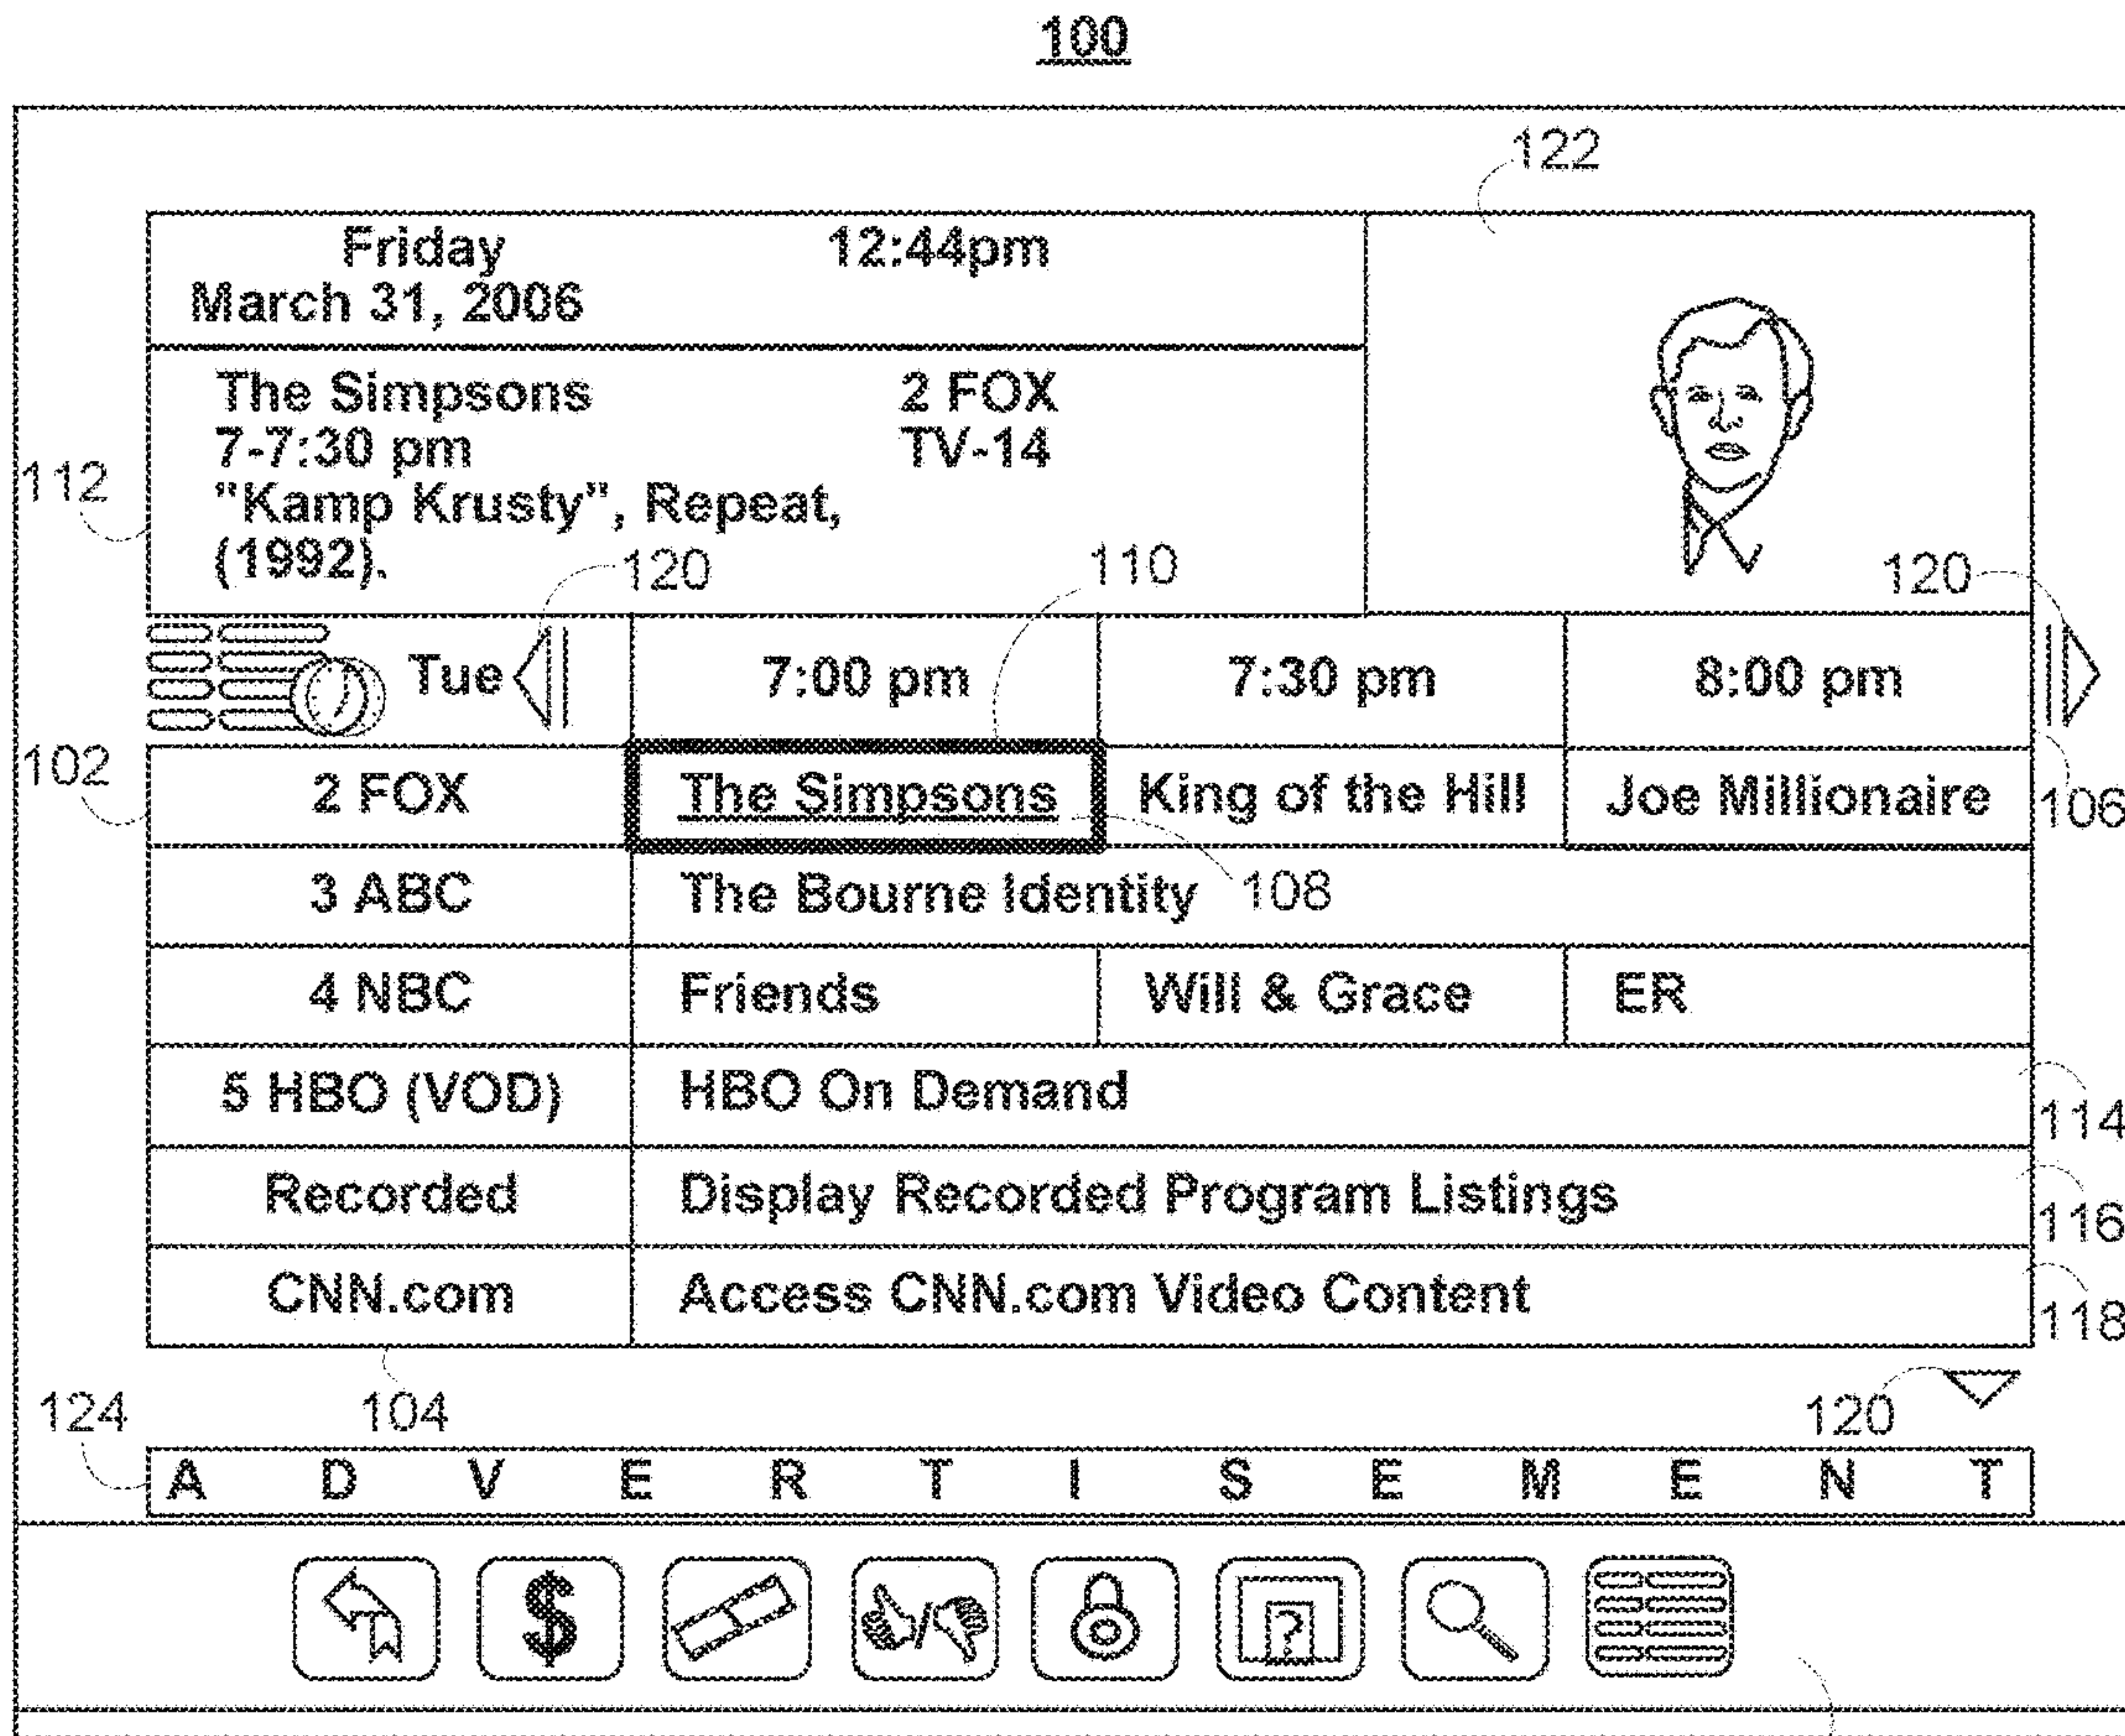 100
122
Friday 12:44pm
March 31, 2006
The Simpsons 2 FOX
7-7:30 pm TV-14
112
"Kamp Krusty", Repeat,
(1992).
120 110 120
Tue 7:00 pm 7:30 pm 8:00 pm
102
2 FOX The Simpsons King of the Hill Joe Millionaire
106
3 ABC The Bourne Identity 108
4 NBC Friends Will & Grace ER
5 HBO (VOD) HBO On Demand
114
Recorded Display Recorded Program Listings
116
CNN.com Access CNN.com Video Content
118
124 104 120
A D V E R T I S E M E N T
$ ?